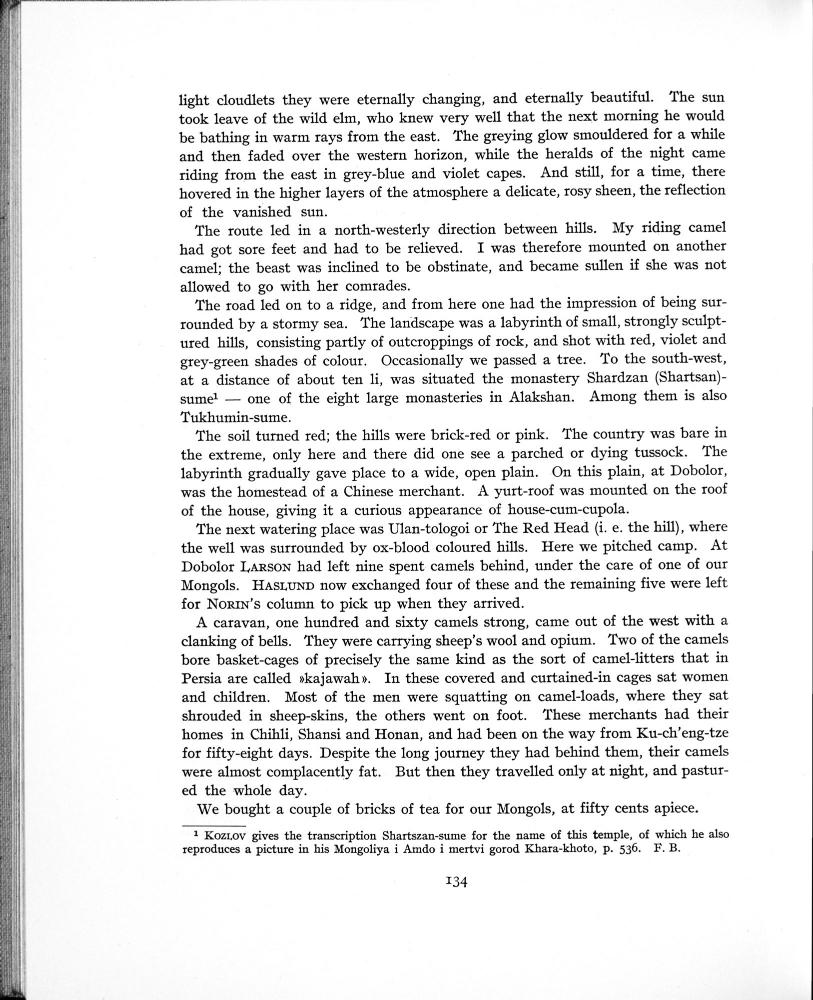 light cloudlets they were eternally changing, and eternally beautiful. The sun
took leave of the wild elm, who knew very well that the next morning he would
be bathing in warm rays from the east. The greying glow smouldered for a while
and then faded over the western horizon, while the heralds of the night came
riding from the east in grey-blue and violet capes. And still, for a time, there
hovered in the higher layers of the atmosphere a delicate, rosy sheen, the reflection
of the vanished sun.
The route led in a north-westerly direction between hills. My riding camel
had got sore feet and had to be relieved. I was therefore mounted on another
camel; the beast was inclined to be obstinate, and became sullen if she was not
allowed to go with her comrades.
The road led on to a ridge, and from here one had the impression of being sur-
rounded by a stormy sea. The landscape was a labyrinth of small, strongly sculpt-
ured hills, consisting partly of outcroppings of rock, and shot with red, violet and
grey-green shades of colour. Occasionally we passed a tree. To the south-west,
at a distance of about ten li, was situated the monastery Shardzan (Shartsan)-
sume¹ — one of the eight large monasteries in Alakshan. Among them is also
Tukhumin-sume.
The soil turned red; the hills were brick-red or pink. The country was bare in
the extreme, only here and there did one see a parched or dying tussock. The
labyrinth gradually gave place to a wide, open plain. On this plain, at Dobolor,
was the homestead of a Chinese merchant. A yurt-roof was mounted on the roof
of the house, giving it a curious appearance of house-cum-cupola.
The next watering place was Ulan-tologoi or The Red Head (i. e. the hill), where
the well was surrounded by ox-blood coloured hills. Here we pitched camp. At
Dobolor LARSON had left nine spent camels behind, under the care of one of our
Mongols. HASLUND now exchanged four of these and the remaining five were left
for NORIN'S column to pick up when they arrived.
A caravan, one hundred and sixty camels strong, came out of the west with a
clanking of bells. They were carrying sheep's wool and opium. Two of the camels
bore basket-cages of precisely the same kind as the sort of camel-litters that in
Persia are called »kajawah». In these covered and curtained-in cages sat women
and children. Most of the men were squatting on camel-loads, where they sat
shrouded in sheep-skins, the others went on foot. These merchants had their
homes in Chihli, Shansi and Honan, and had been on the way from Ku-ch'eng-tze
for fifty-eight days. Despite the long journey they had behind them, their camels
were almost complacently fat. But then they travelled only at night, and pastur-
ed the whole day.
We bought a couple of bricks of tea for our Mongols, at fifty cents apiece.
¹ KOZLOV gives the transcription Shartszan-sume for the name of this temple, of which he also
reproduces a picture in his Mongoliya i Amdo i mertvi gorod Khara-khoto, p. 536. F. B.
134